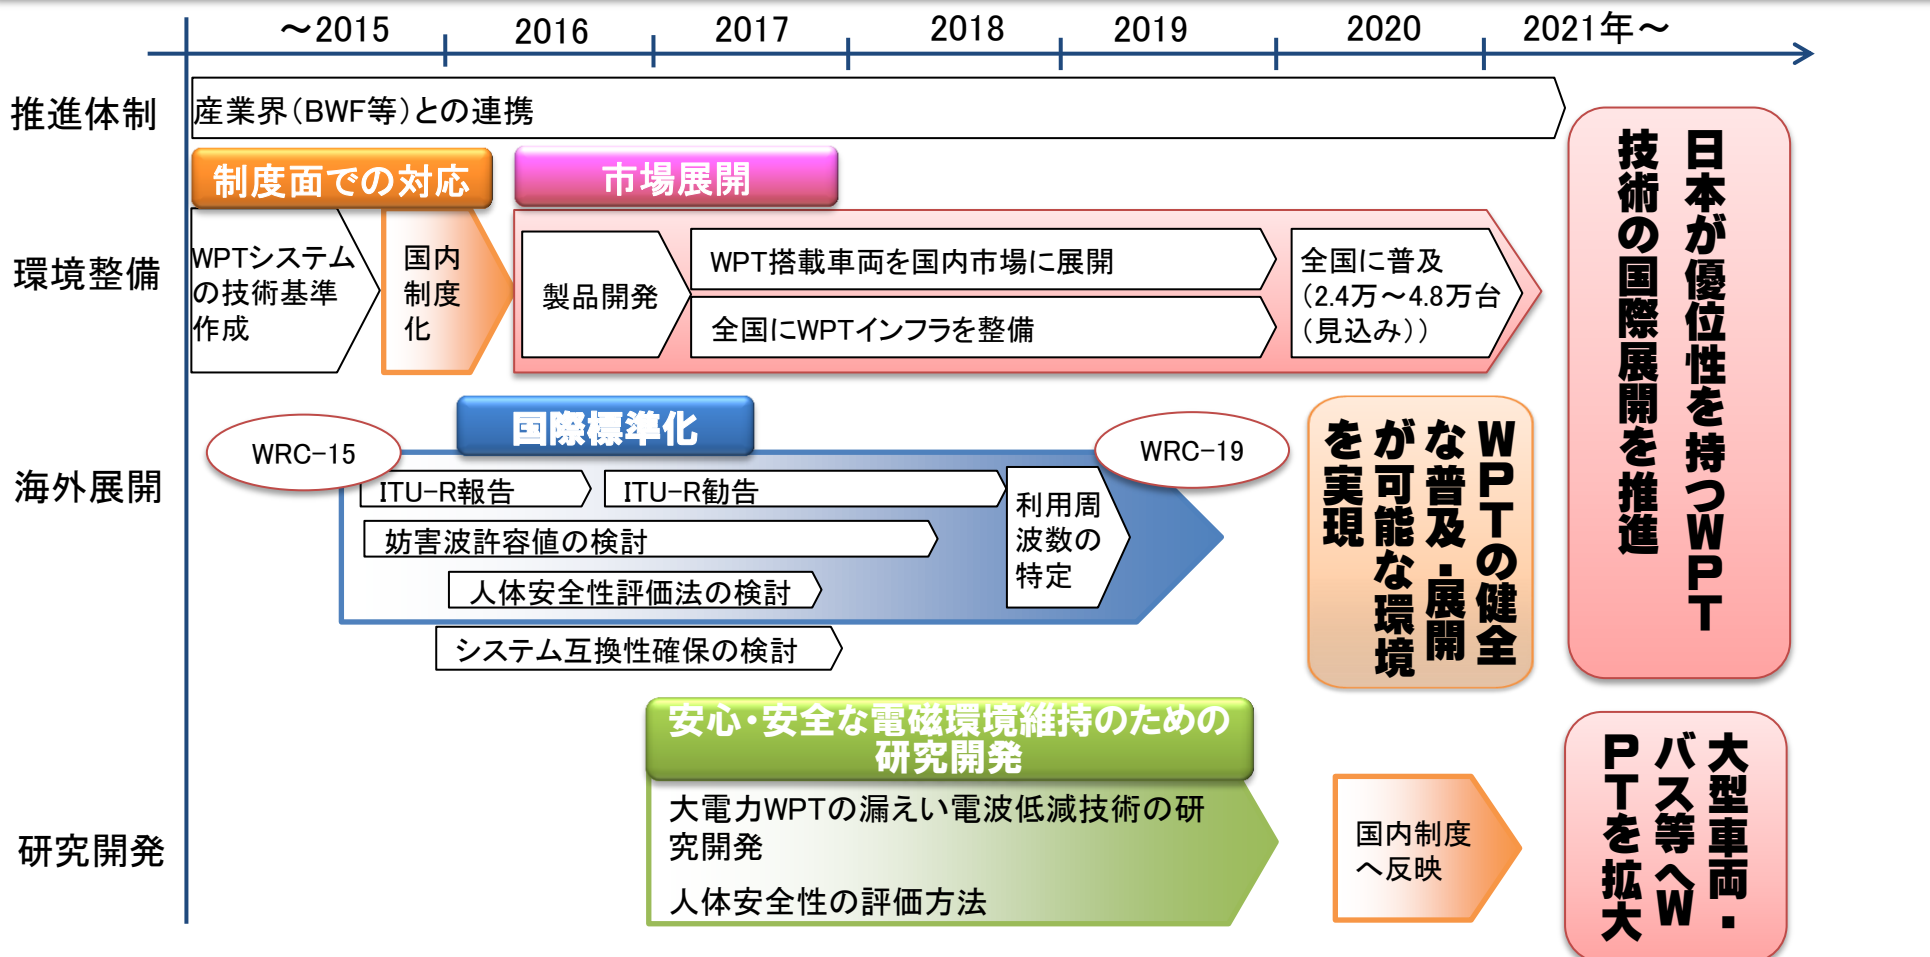 ～2015
2016
2017
2018
2019
2020
2021年～
推進体制
産業界（BWF等）との連携
制度面での対応
市場展開
環境整備
WPTシステム
の技術基準
作成
国内
制度
化
製品開発
WPT搭載車両を国内市場に展開
全国にWPTインフラを整備
全国に普及
（2.4万～4.8万台
（見込み））
日本が優位性を持つWPT
技術の国際展開を推進
海外展開
国際標準化
WRC-15
WRC-19
ITU-R報告
ITU-R勧告
妨害波許容値の検討
人体安全性評価法の検討
システム互換性確保の検討
利用周
波数の
特定
WPTの健全
な普及・展開
が可能な環境
を実現
研究開発
安心・安全な電磁環境維持のための
研究開発
大電力WPTの漏えい電波低減技術の研
究開発
人体安全性の評価方法
国内制度
へ反映
大型車両・
バス等へW
PTを拡大